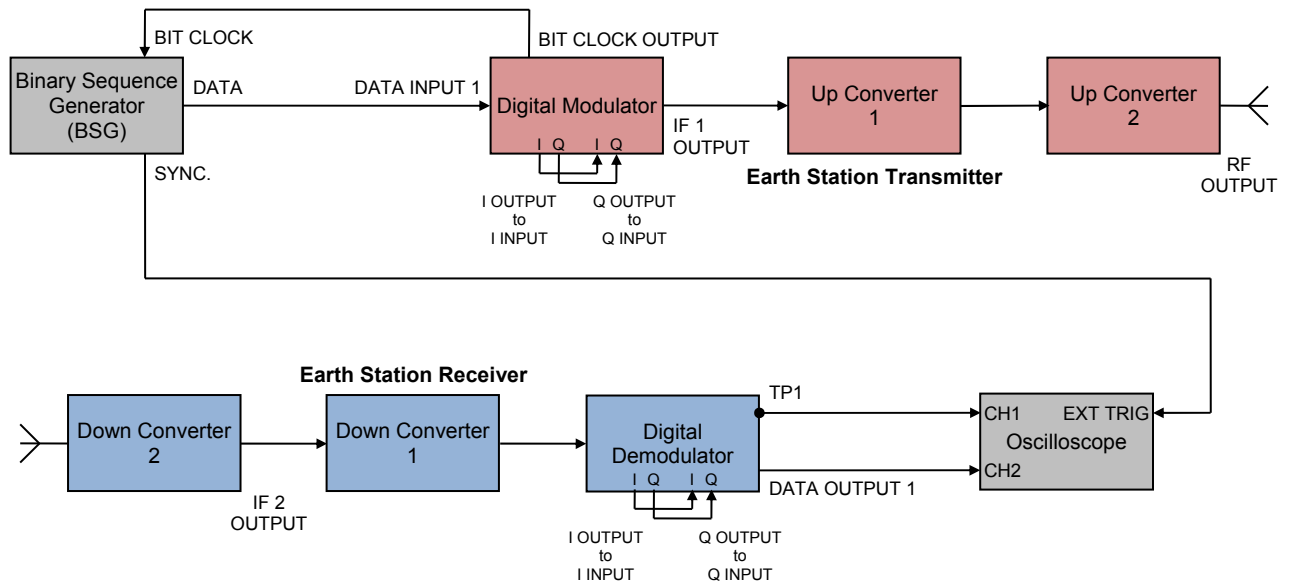 BIT CLOCK
BIT CLOCK OUTPUT
Binary Sequence
Generator
(BSG)
DATA
DATA INPUT 1
Digital Modulator
I Q I Q
IF 1
OUTPUT
Up Converter
1
Up Converter
2
SYNC.
Earth Station Transmitter
RF
OUTPUT
I OUTPUT
to
I INPUT
Q OUTPUT
to
Q INPUT
Earth Station Receiver
Down Converter
2
IF 2
OUTPUT
Down Converter
1
Digital
Demodulator
I Q I Q
TP1
DATA OUTPUT 1
CH1 EXT TRIG
Oscilloscope
CH2
I OUTPUT
to
I INPUT
Q OUTPUT
to
Q INPUT